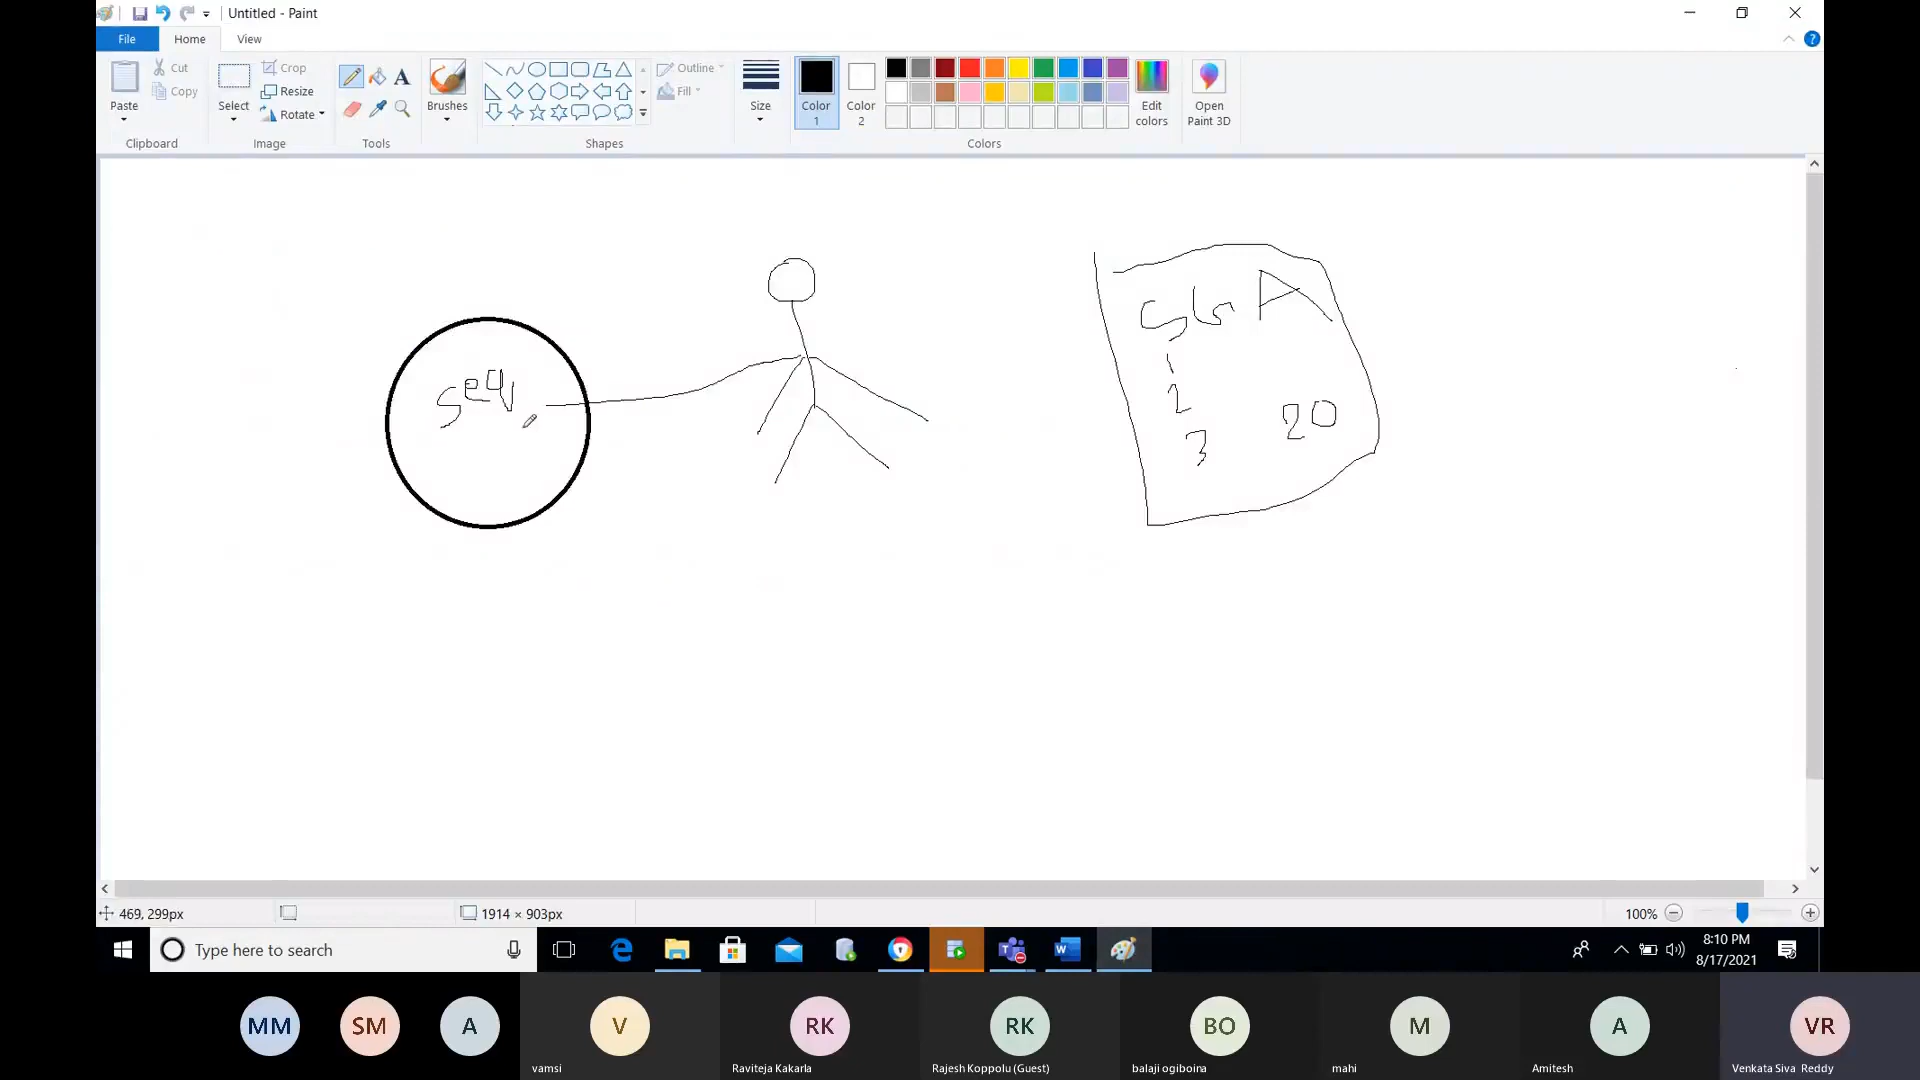 Untitled - Paint
File Home View
Cut
Copy
Paste
Clipboard
Crop
Resize
Rotate
Select
Image
Tools
Brushes
Shapes
Outline
Fill
Size
Color 1
Color 2
Colors
Edit colors
Open Paint 3D
seq
A
1
2
20
3
469, 299px
1914 × 903px
100%
Type here to search
8:10 PM
8/17/2021
MM SM A V RK RK BO M A VR
vamsi
Raviteja Kakarla
Rajesh Koppolu (Guest)
balaji ogiboina
mahi
Amitesh
Venkata Siva Reddy